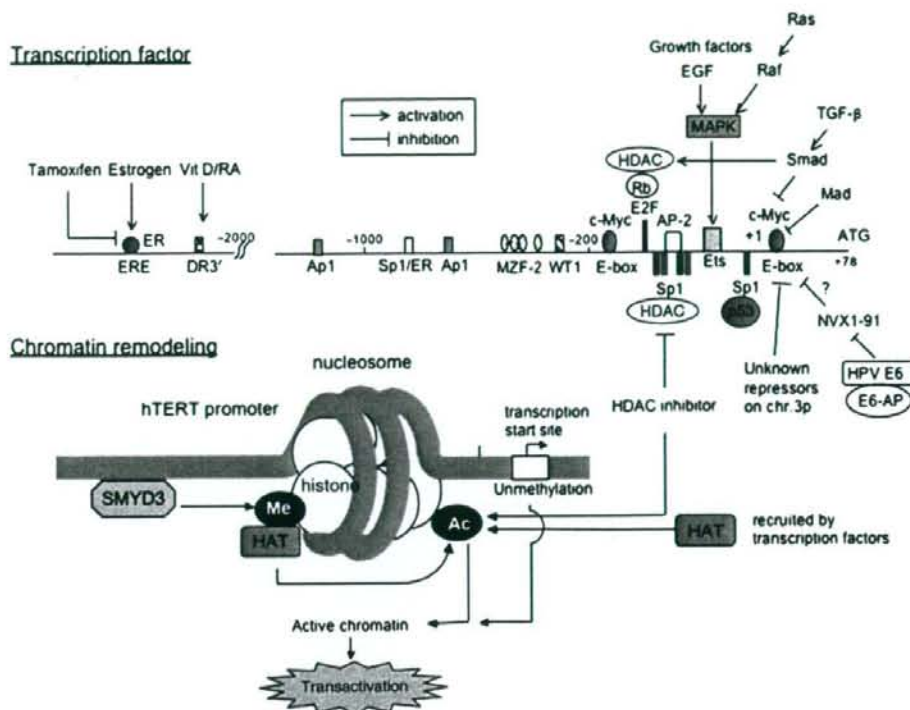 Transcription factor
Ras
Growth factors
EGF
Raf
activation
inhibition
MAPK
TGF-β
Tamoxifen Estrogen Vit D/RA
HDAC
Smad
Rb
Mad
E2F AP-2
c-Myc
c-Myc
+1
ER
-2000
-1000
-200
ATG
ERE
DR3'
Ap1
Sp1/ER
Ap1
MZF-2
WT1
E-box
Ets
E-box
+78
Sp1
Sp1
HDAC
p53
?
NVX1-91
Chromatin remodeling
nucleosome
HPV E6
E6-AP
Unknown
repressors
on chr.3p
hTERT promoter
transcription
start site
HDAC inhibitor
histone
Unmethylation
SMYD3
Me
Ac
HAT
HAT
recruited by
transcription factors
Active chromatin
Transactivation